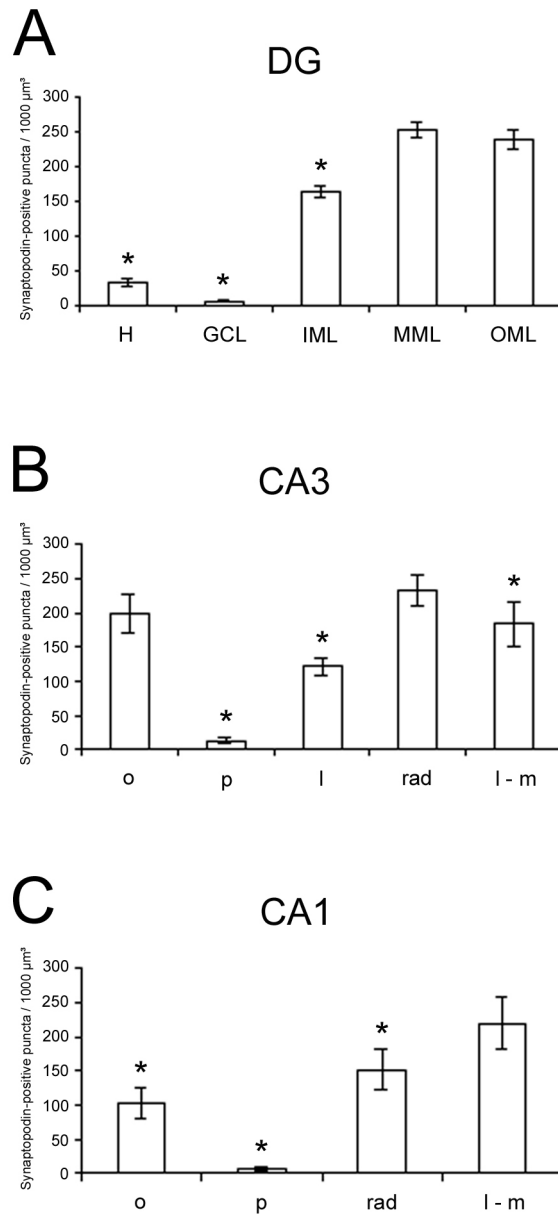 A
DG
Synaptopodin-positive puncta / 1000 µm³
300
250
200
150
100
50
0
*
*
*
H GCL IML MML OML
B
CA3
Synaptopodin-positive puncta / 1000 µm³
300
250
200
150
100
50
0
*
*
*
o p l rad l - m
C
CA1
Synaptopodin-positive puncta / 1000 µm³
300
250
200
150
100
50
0
*
*
*
o p rad l - m